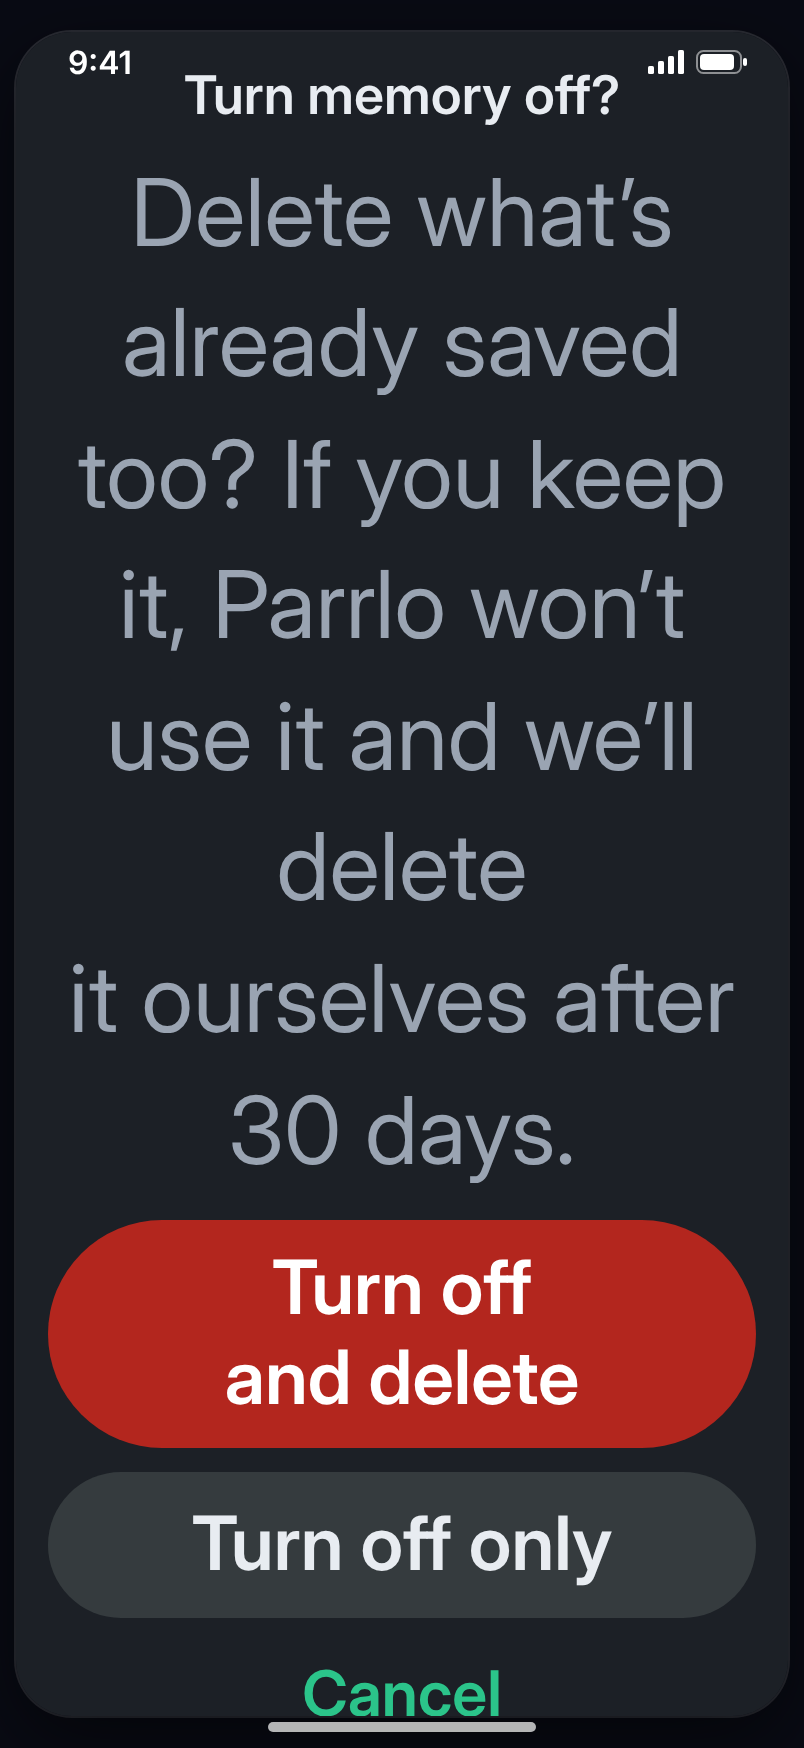 9:41
Turn memory off?
Delete what’s
already saved
too? If you keep
it, Parrlo won’t
use it and we’ll
delete
it ourselves after
30 days.
Turn off
and delete
Turn off only
Cancel